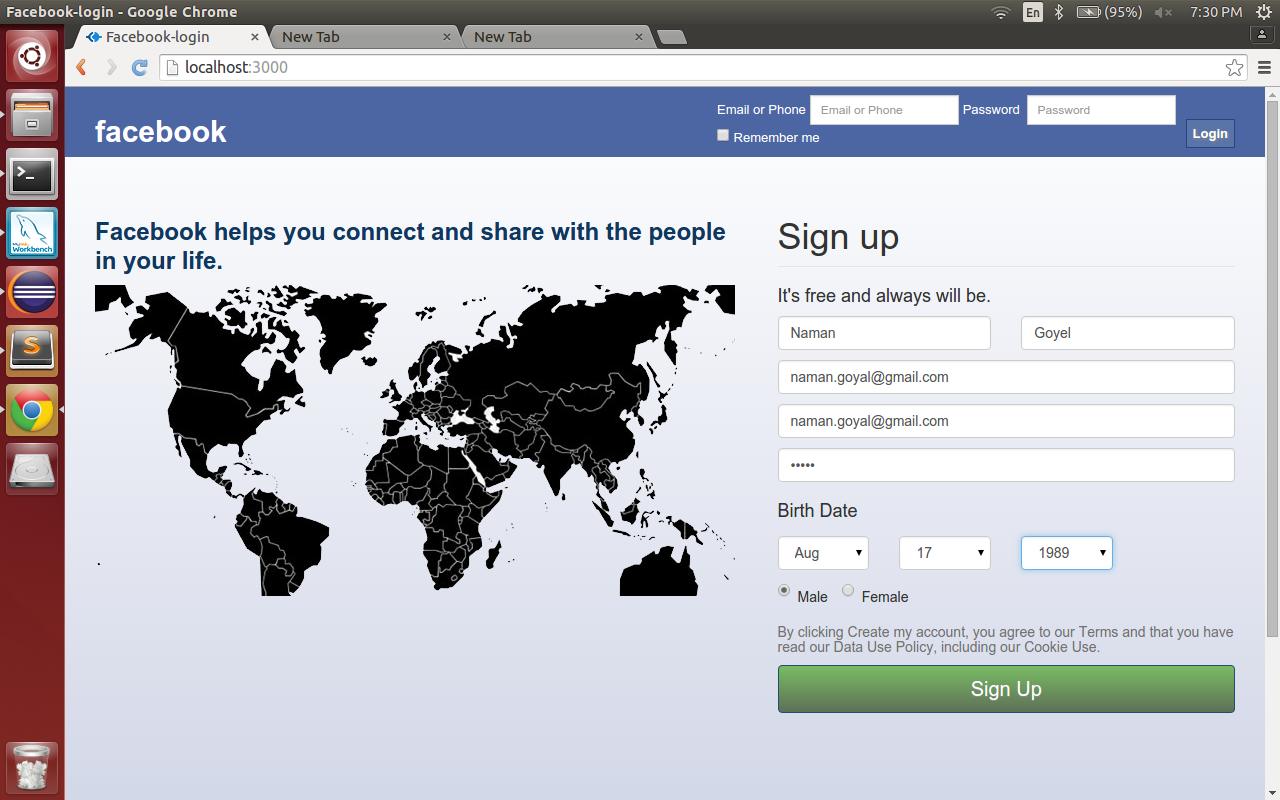 Facebook-login - Google Chrome
En
(95%)
7:30 PM
Facebook-login
New Tab
New Tab
localhost:3000
facebook
Email or Phone Email or Phone Password Password
Remember me
Login
Facebook helps you connect and share with the people
in your life.
Sign up
It's free and always will be.
Naman Goyel
naman.goyal@gmail.com
naman.goyal@gmail.com
•••••
Birth Date
Aug 17 1989
Male Female
By clicking Create my account, you agree to our Terms and that you have
read our Data Use Policy, including our Cookie Use.
Sign Up
>_
Workbench
S